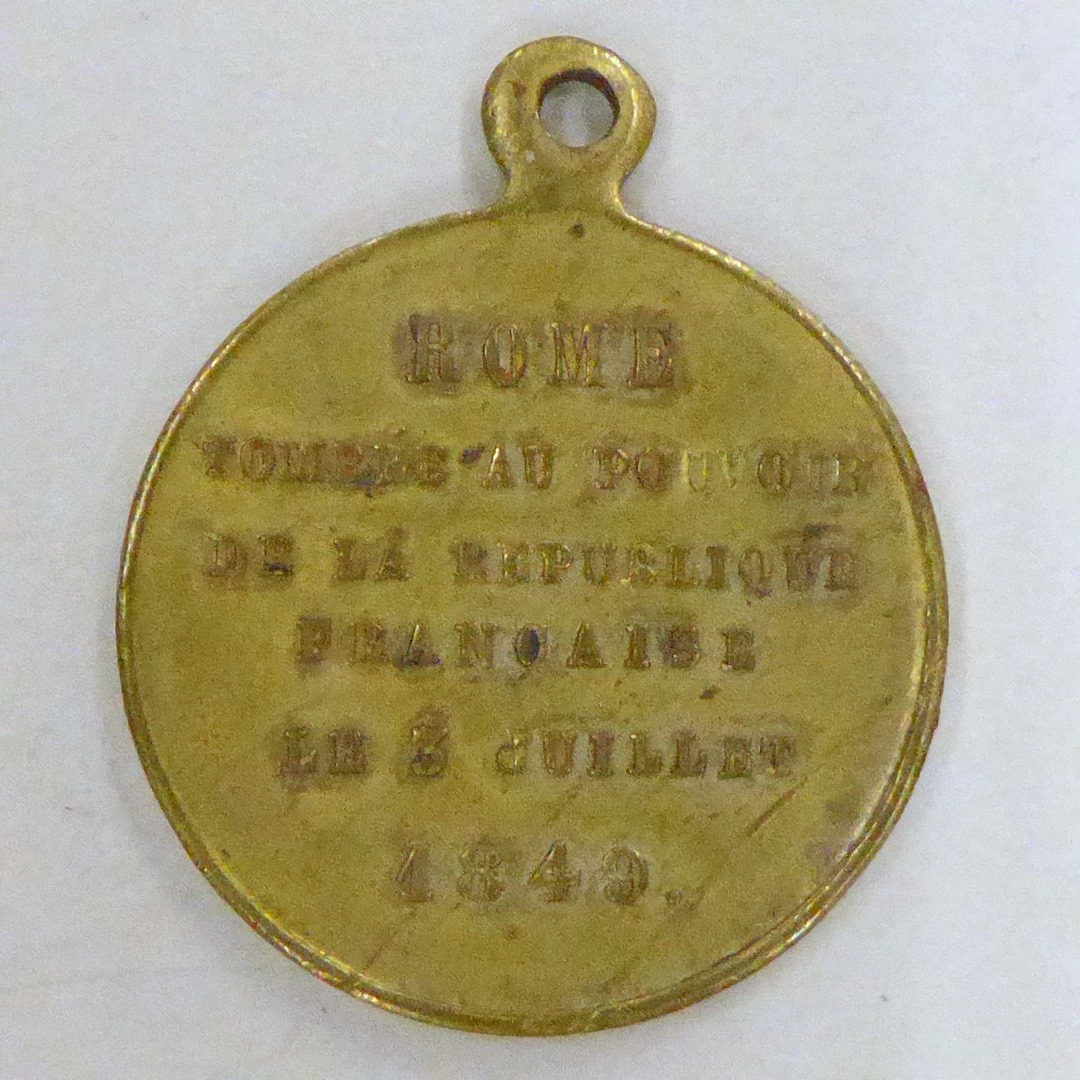 ROME
TOMBÉE AU POUVOIR
DE LA REPUBLIQUE
FRANÇAISE
LE 3 JUILLET
1849.